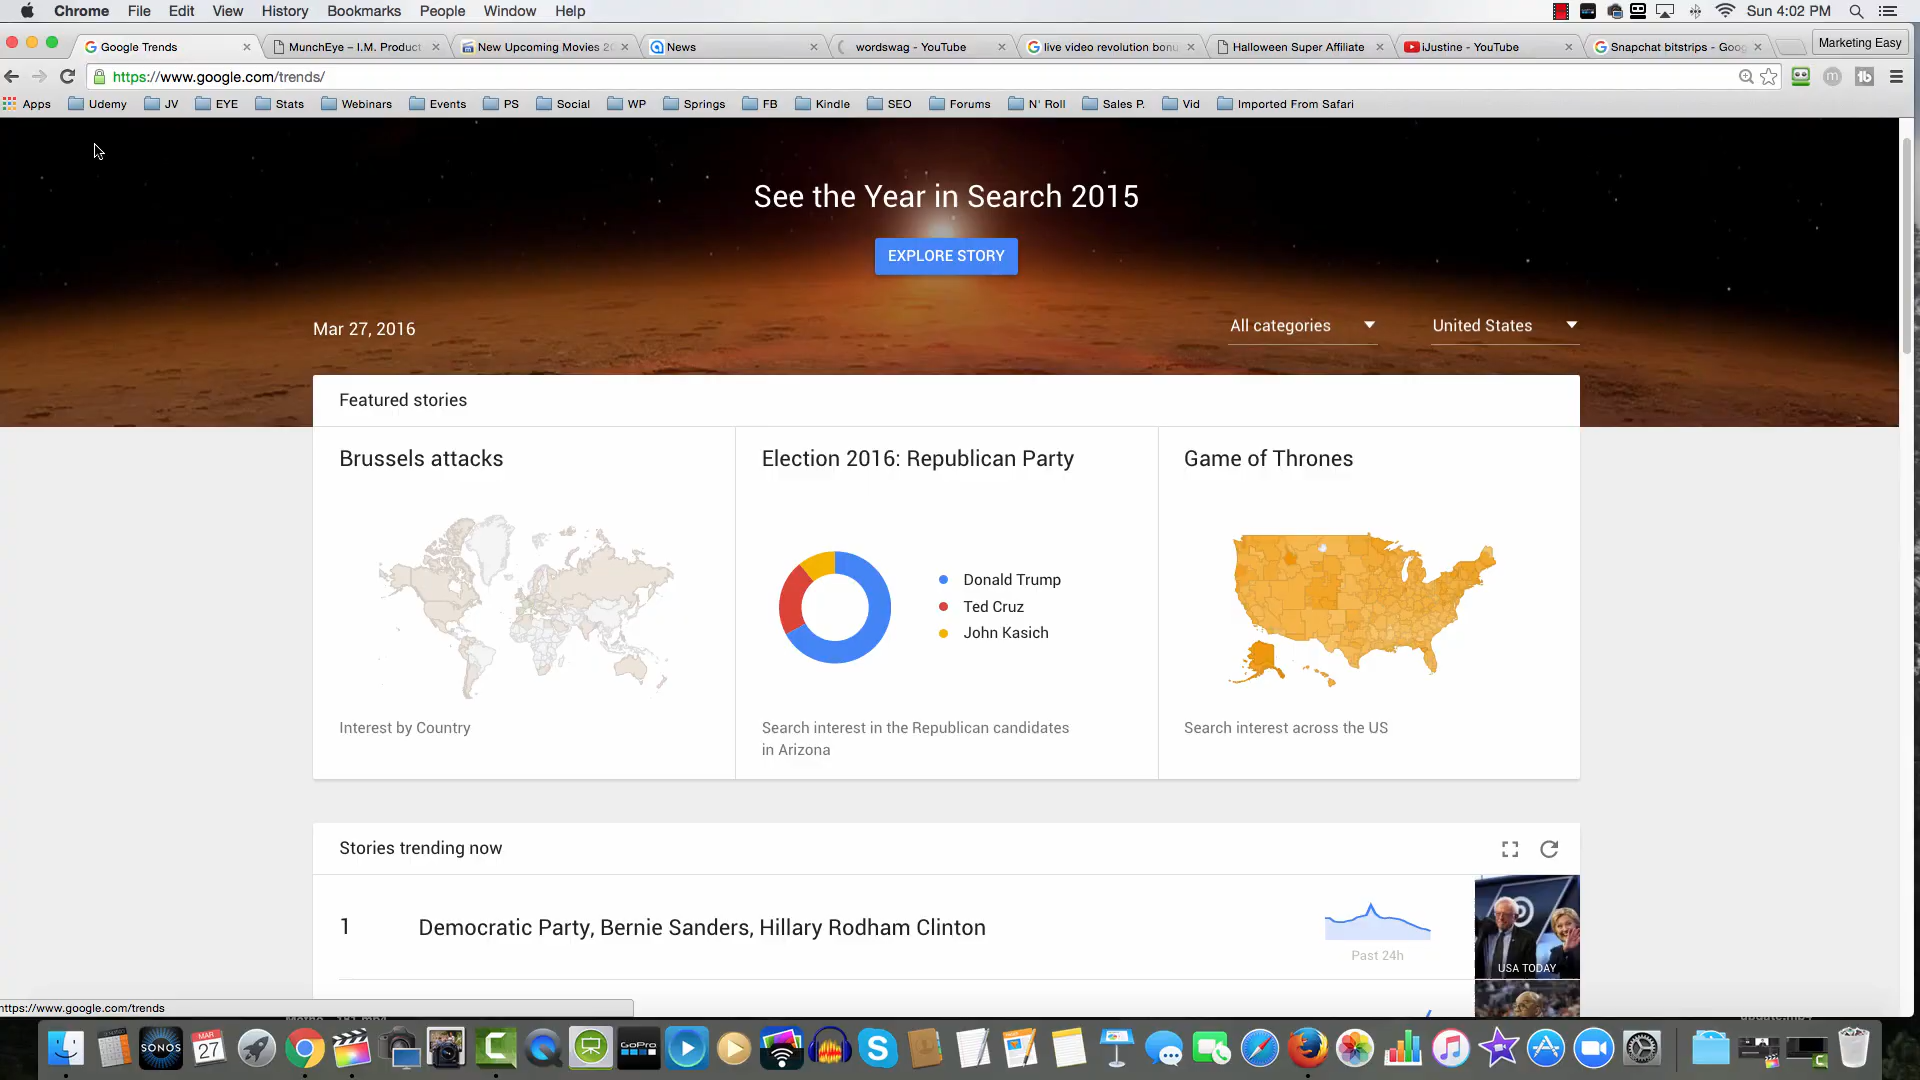 Chrome File Edit View History Bookmarks People Window Help Sun 4:02 PM
Google Trends MunchEye – I.M. Product New Upcoming Movies 20 News wordswag - YouTube live video revolution bonu Halloween Super Affiliate iJustine - YouTube Snapchat bitstrips - Goog Marketing Easy
https://www.google.com/trends/
Apps Udemy JV EYE Stats Webinars Events PS Social WP Springs FB Kindle SEO Forums N' Roll Sales P. Vid Imported From Safari
See the Year in Search 2015
EXPLORE STORY
Mar 27, 2016 All categories United States
Featured stories
Brussels attacks Election 2016: Republican Party Game of Thrones
Donald Trump
Ted Cruz
John Kasich
Interest by Country Search interest in the Republican candidates Search interest across the US
in Arizona
Stories trending now
1 Democratic Party, Bernie Sanders, Hillary Rodham Clinton
Past 24h
USA TODAY
https://www.google.com/trends
SONOS MAR 27 GoPro